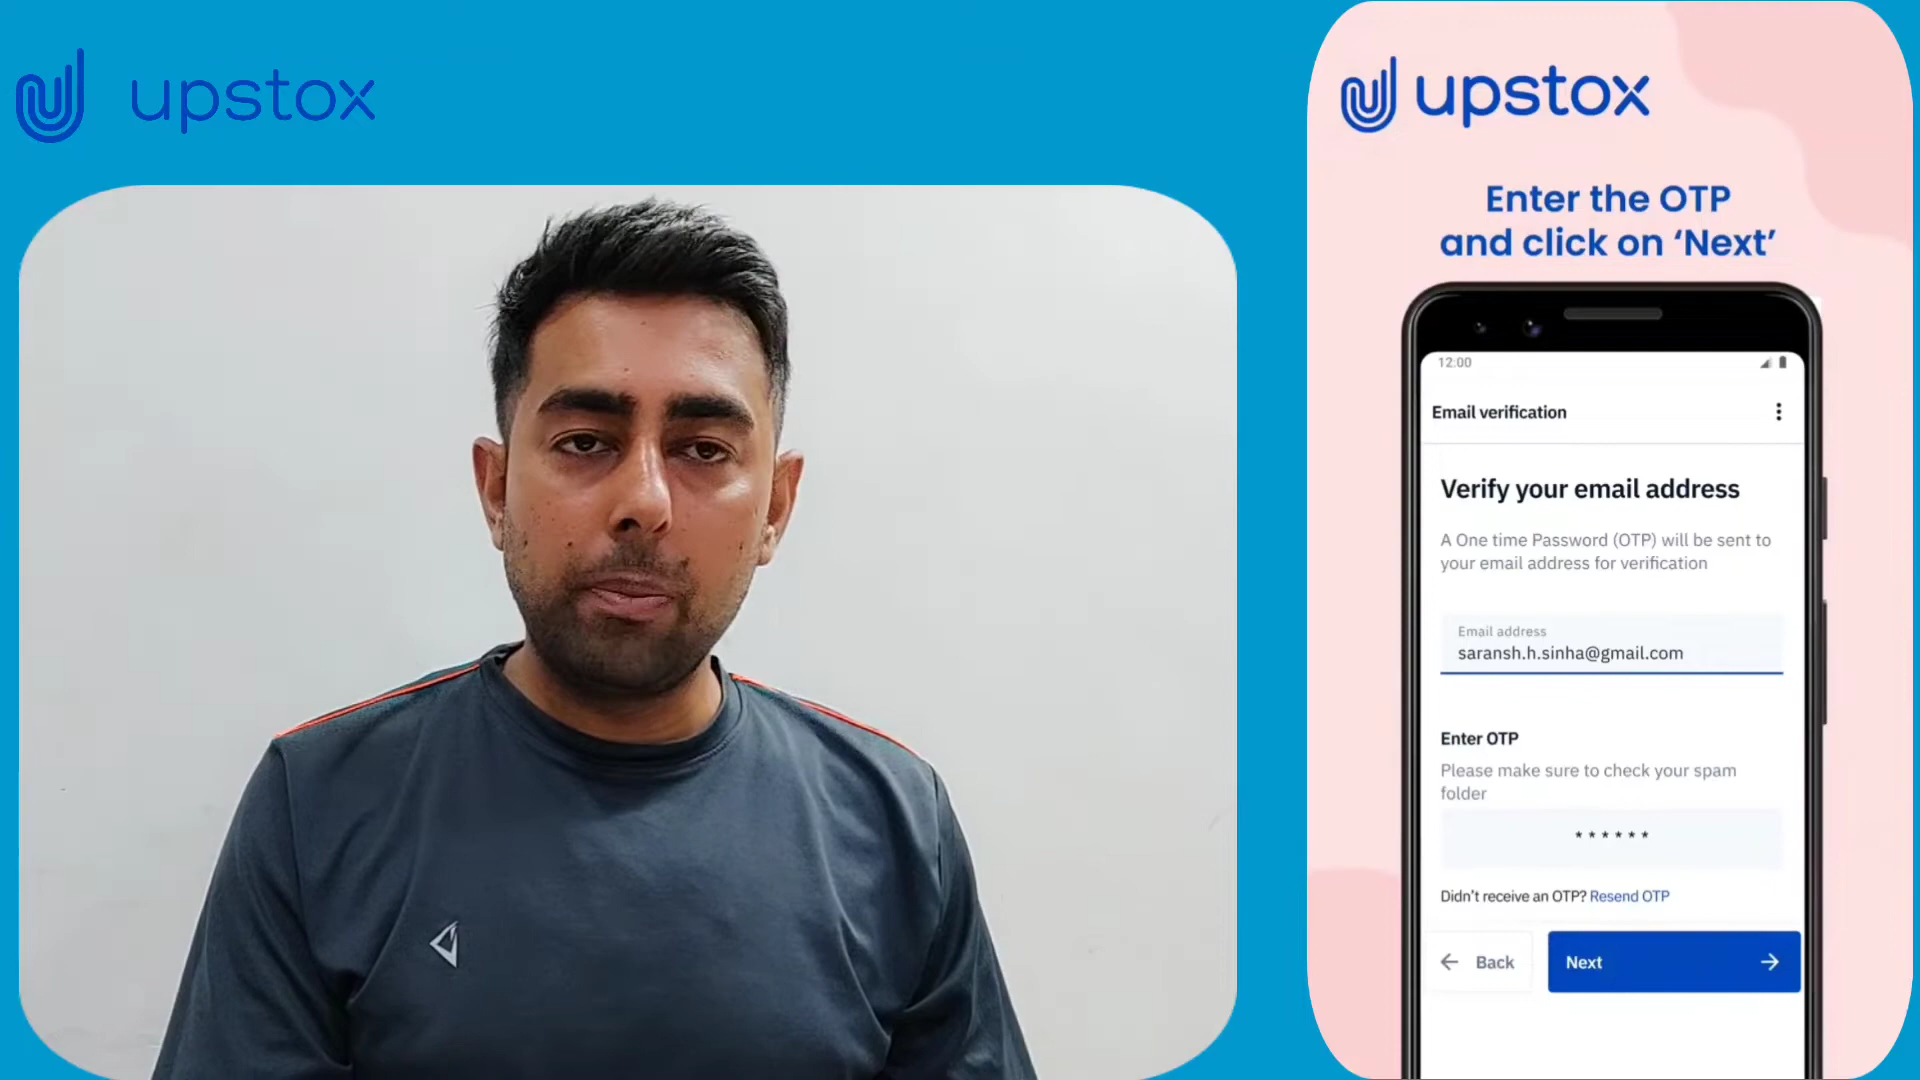 upstox
upstox
Enter the OTP
and click on ‘Next’
12:00
Email verification
Verify your email address
A One time Password (OTP) will be sent to
your email address for verification
Email address
saransh.h.sinha@gmail.com
Enter OTP
Please make sure to check your spam
folder
******
Didn't receive an OTP? Resend OTP
Back
Next